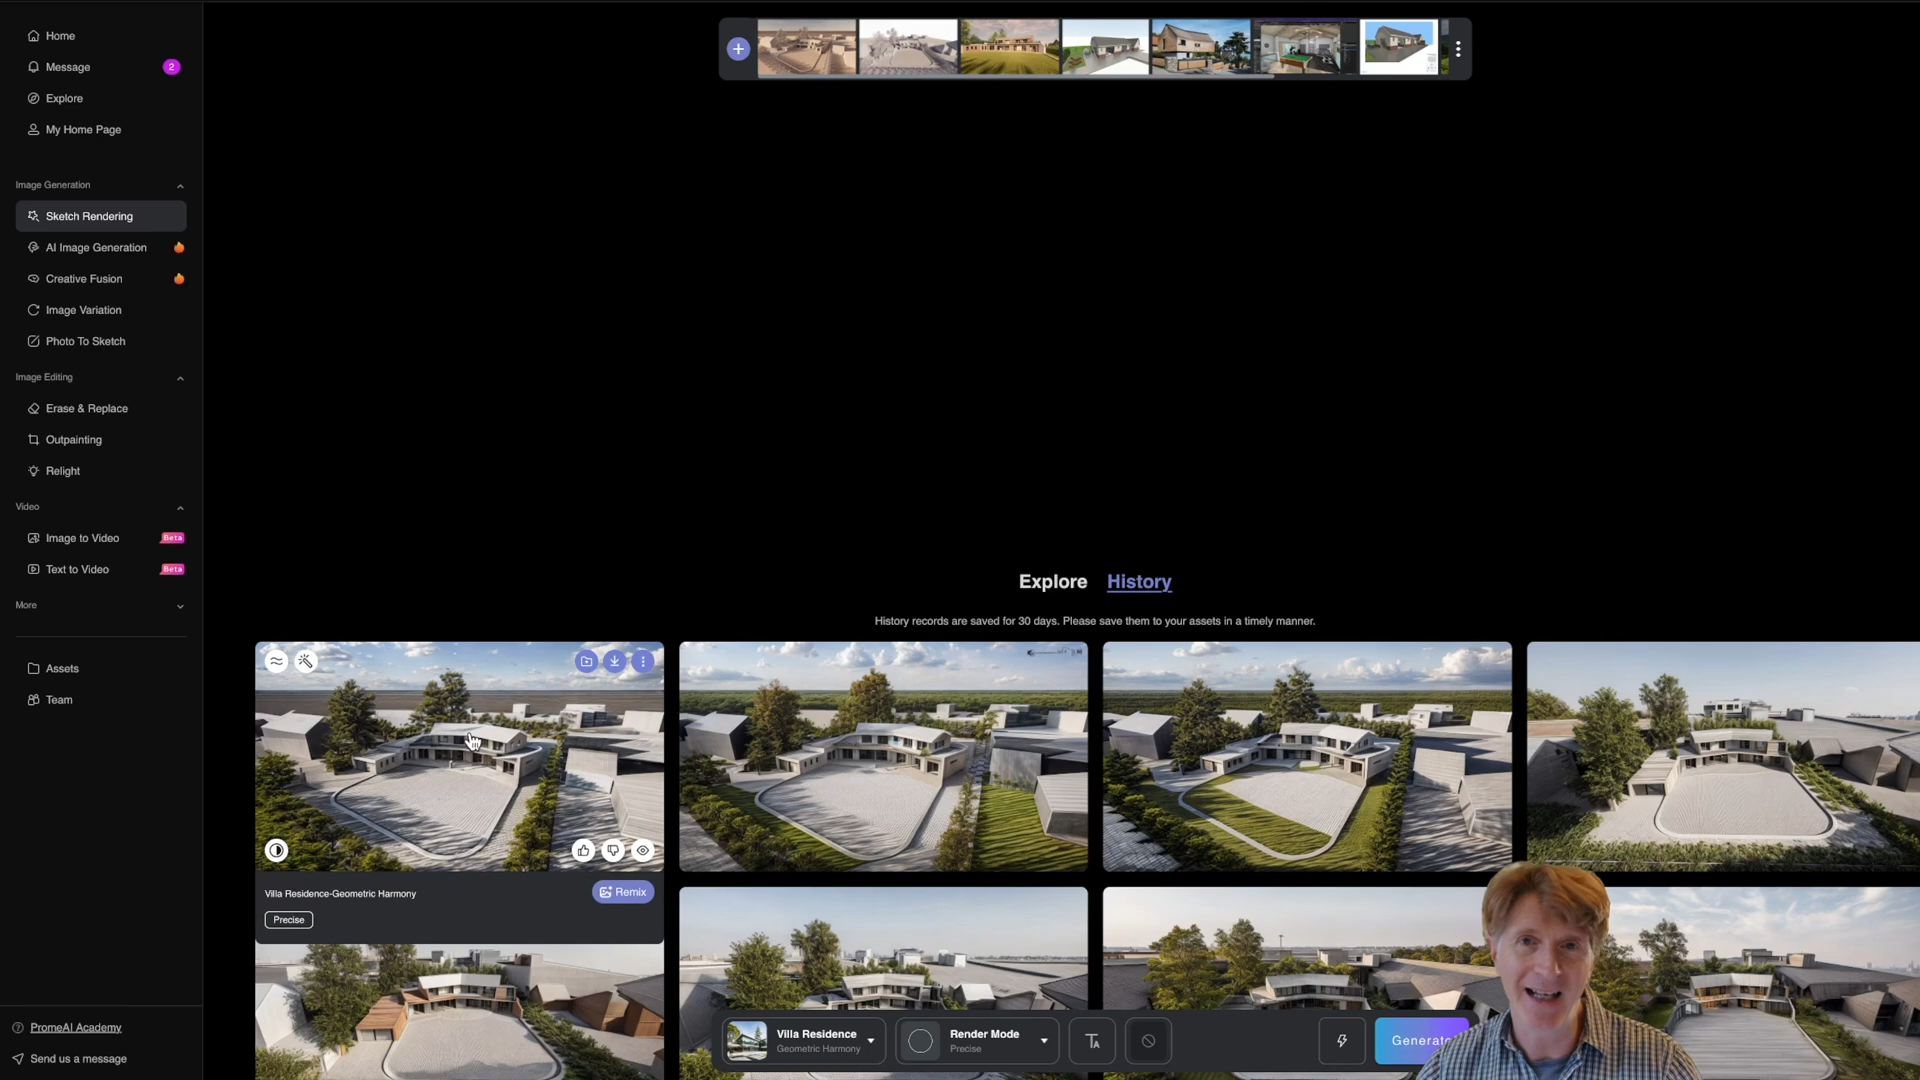 Home
Message 2
Explore
My Home Page
Image Generation
Sketch Rendering
AI Image Generation
Creative Fusion
Image Variation
Photo To Sketch
Image Editing
Erase & Replace
Outpainting
Relight
Video
Image to Video Beta
Text to Video Beta
More
Assets
Team
PromeAI Academy
Send us a message
Explore History
History records are saved for 30 days. Please save them to your assets in a timely manner.
Villa Residence-Geometric Harmony
Remix
Precise
Villa Residence
Geometric Harmony
Render Mode
Precise
Generate